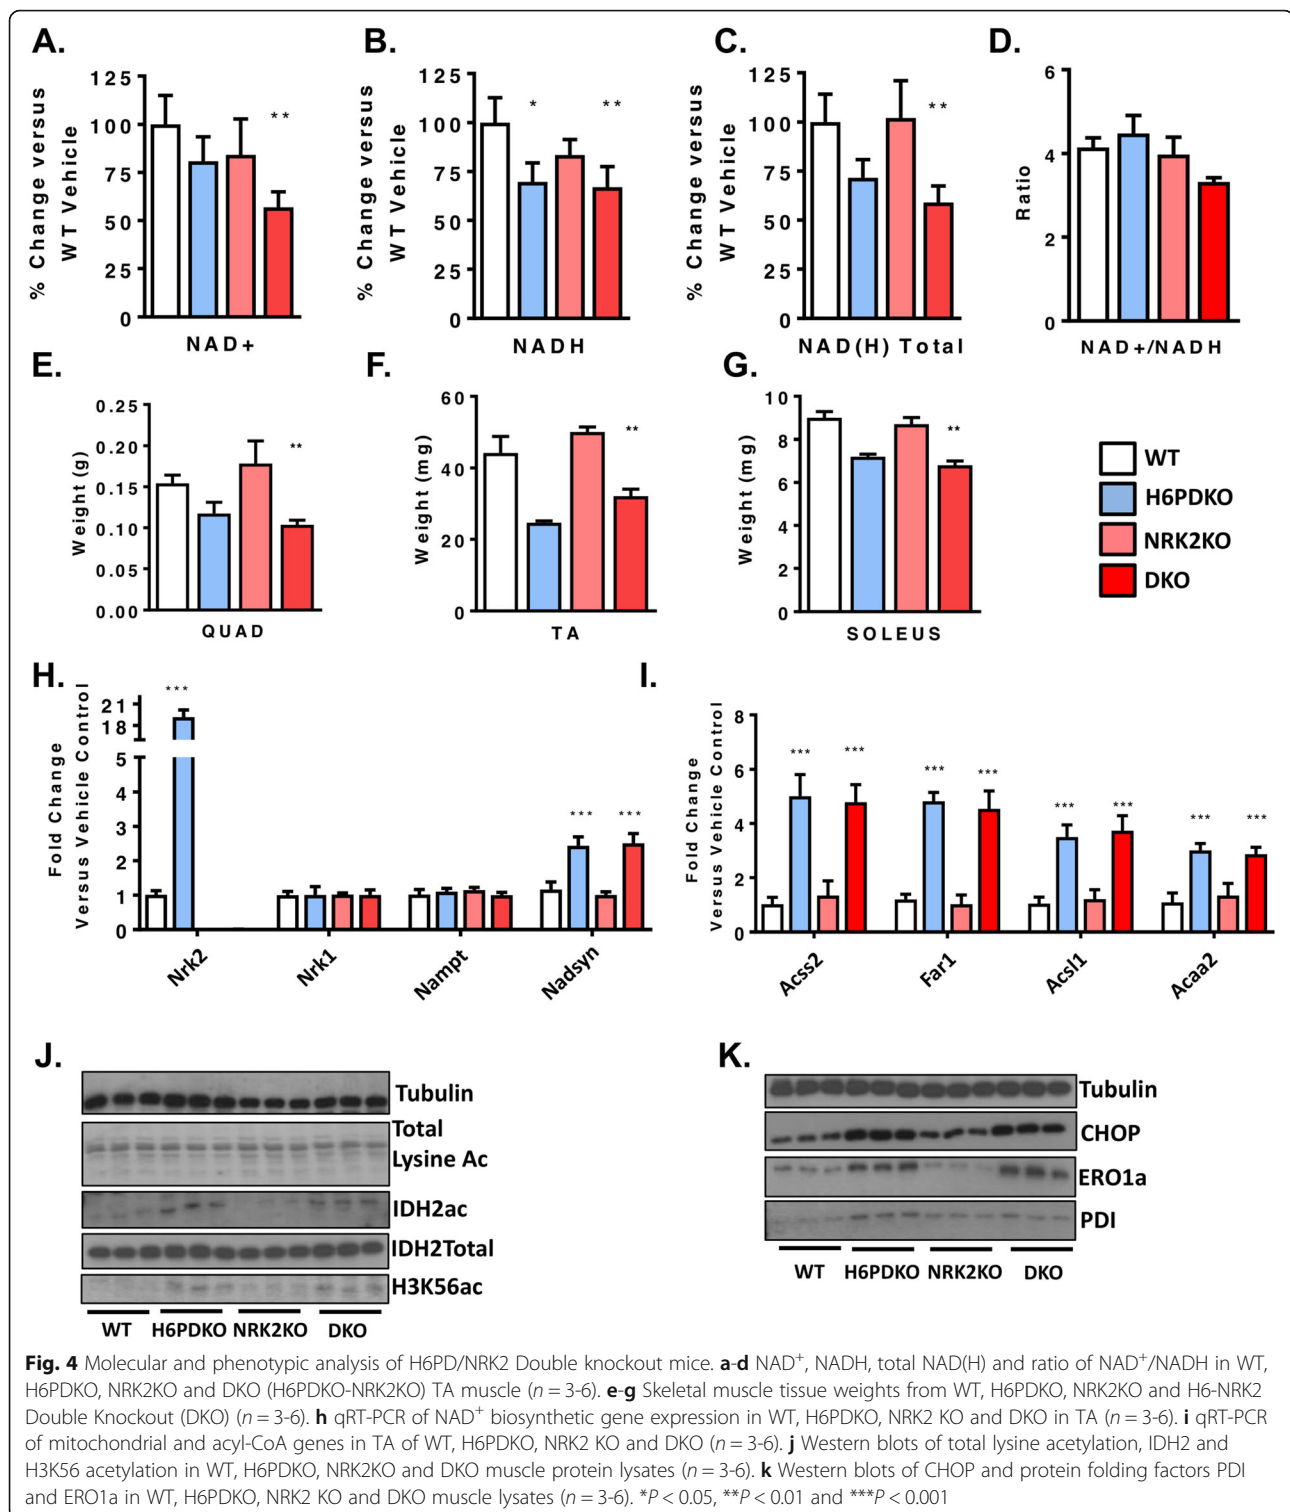 A.
B.
C.
D.
% Change versus
WT Vehicle
125
100
75
50
25
0
* *
NAD+
% Change versus
WT Vehicle
125
100
75
50
25
0
*
* *
NADH
% Change versus
WT Vehicle
125
100
75
50
25
0
* *
NAD(H) Total
Ratio
6
4
2
0
NAD+/NADH
E.
F.
G.
Weight (g)
0.25
0.20
0.15
0.10
0.05
0.00
**
QUAD
Weight (mg)
60
40
20
0
**
TA
Weight (mg)
10
8
6
4
2
0
**
SOLEUS
WT
H6PDKO
NRK2KO
DKO
H.
Fold Change
Versus Vehicle Control
21
18
5
4
3
2
1
0
***
***
***
Nrk2
Nrk1
Nampt
Nadsyn
I.
Fold Change
Versus Vehicle Control
8
6
4
2
0
***
***
***
***
***
***
***
***
Acss2
Far1
Acsl1
Acaa2
J.
Tubulin
Total
Lysine Ac
IDH2ac
IDH2Total
H3K56ac
WT H6PDKO NRK2KO DKO
K.
Tubulin
CHOP
ERO1a
PDI
WT H6PDKO NRK2KO DKO
Fig. 4 Molecular and phenotypic analysis of H6PD/NRK2 Double knockout mice. a-d NAD+, NADH, total NAD(H) and ratio of NAD+/NADH in WT,
H6PDKO, NRK2KO and DKO (H6PDKO-NRK2KO) TA muscle (n = 3-6). e-g Skeletal muscle tissue weights from WT, H6PDKO, NRK2KO and H6-NRK2
Double Knockout (DKO) (n = 3-6). h qRT-PCR of NAD+ biosynthetic gene expression in WT, H6PDKO, NRK2 KO and DKO in TA (n = 3-6). i qRT-PCR
of mitochondrial and acyl-CoA genes in TA of WT, H6PDKO, NRK2 KO and DKO (n = 3-6). j Western blots of total lysine acetylation, IDH2 and
H3K56 acetylation in WT, H6PDKO, NRK2KO and DKO muscle protein lysates (n = 3-6). k Western blots of CHOP and protein folding factors PDI
and ERO1a in WT, H6PDKO, NRK2 KO and DKO muscle lysates (n = 3-6). *P < 0.05, **P < 0.01 and ***P < 0.001